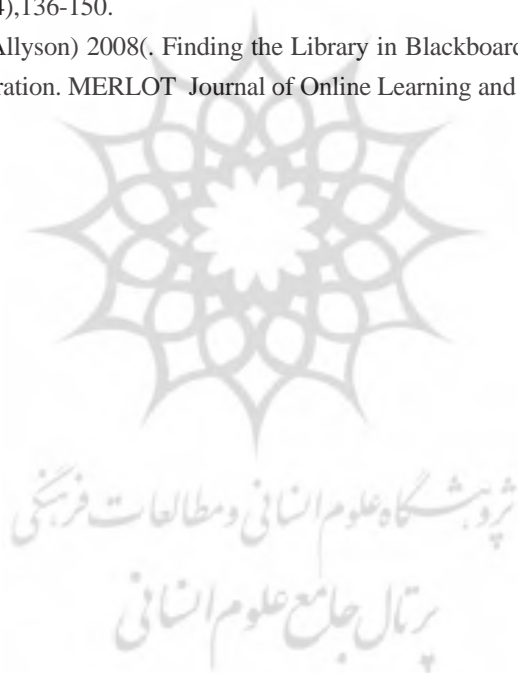 4),136-150.
Allyson) 2008(. Finding the Library in Blackboard
ration. MERLOT Journal of Online Learning and
پژوهشگاه علوم انسانی و مطالعات فرهنگی
پرتال جامع علوم انسانی